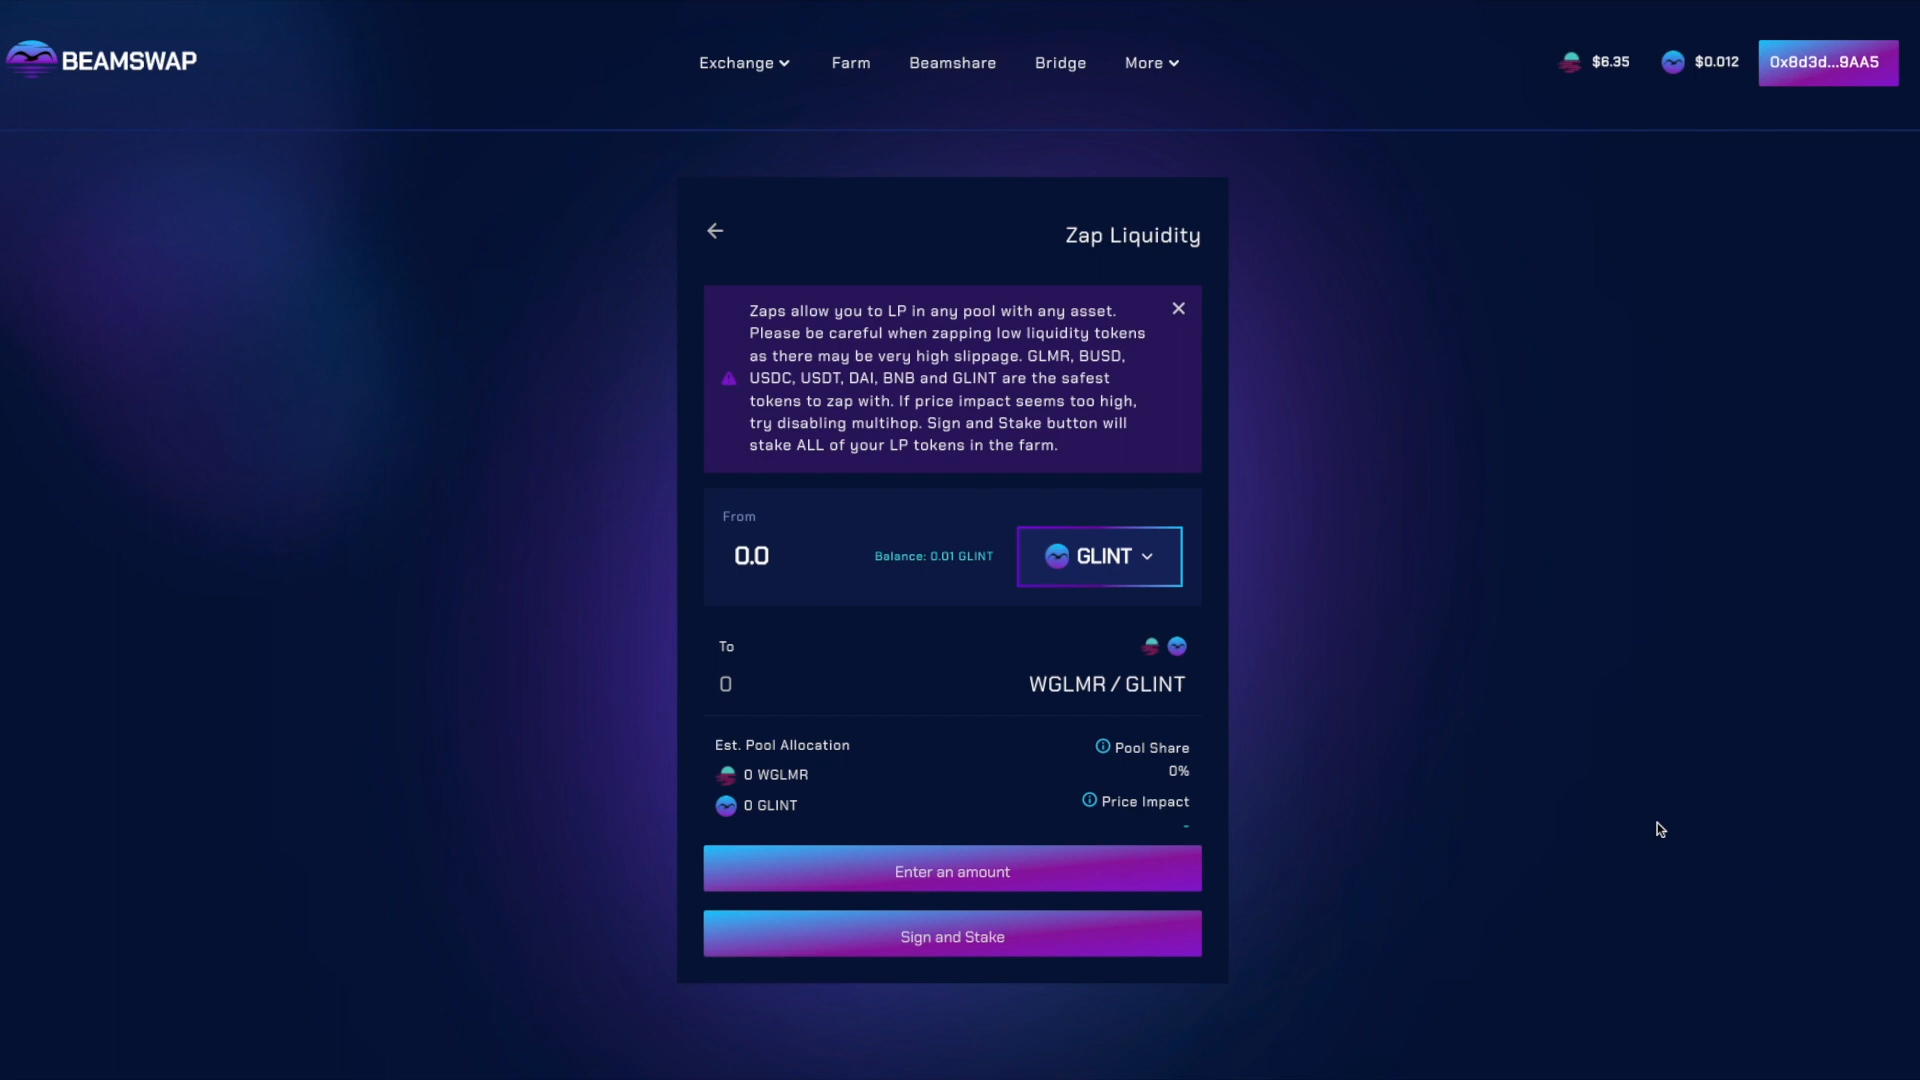 BEAMSWAP
Exchange
Farm
Beamshare
Bridge
More
$6.35
$0.012
0x8d3d...9AA5
Zap Liquidity
Zaps allow you to LP in any pool with any asset.
Please be careful when zapping low liquidity tokens
as there may be very high slippage. GLMR, BUSD,
USDC, USDT, DAI, BNB and GLINT are the safest
tokens to zap with. If price impact seems too high,
try disabling multihop. Sign and Stake button will
stake ALL of your LP tokens in the farm.
From
0.0
Balance: 0.01 GLINT
GLINT
To
0
WGLMR / GLINT
Est. Pool Allocation
0 WGLMR
0 GLINT
Pool Share
0%
Price Impact
-
Enter an amount
Sign and Stake